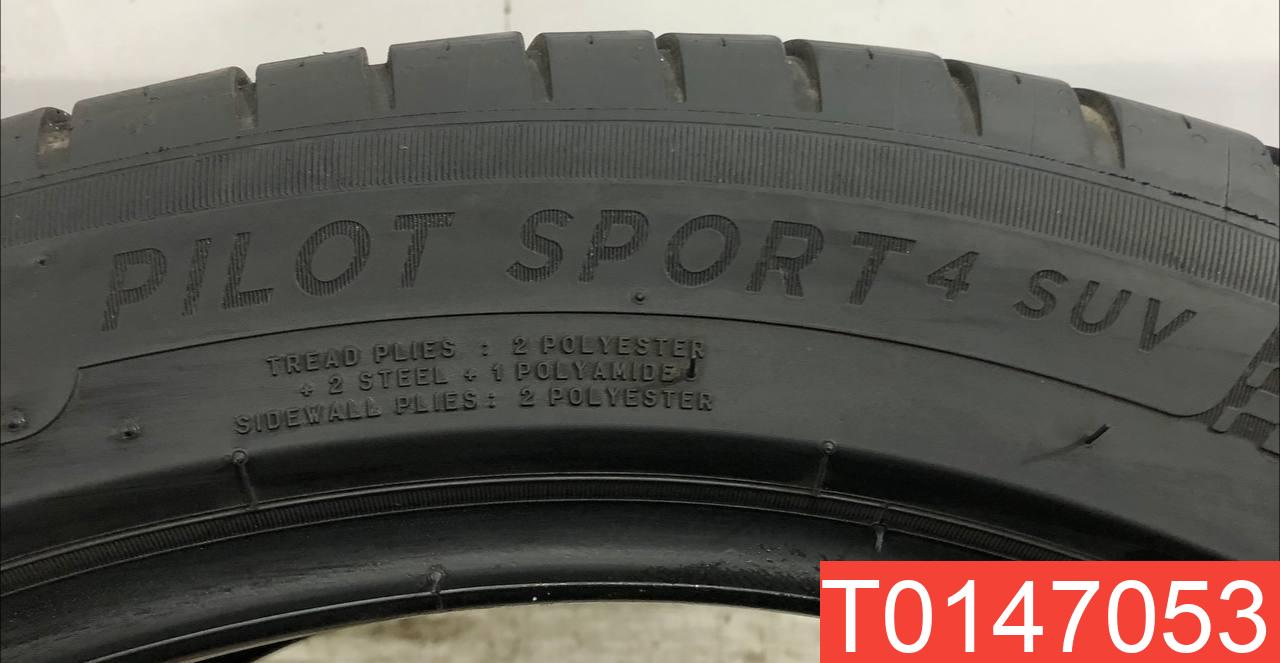 PILOT SPORT 4 SUV
TREAD PLIES : 2 POLYESTER
+ 2 STEEL + 1 POLYAMIDE
SIDEWALL PLIES: 2 POLYESTER
T0147053